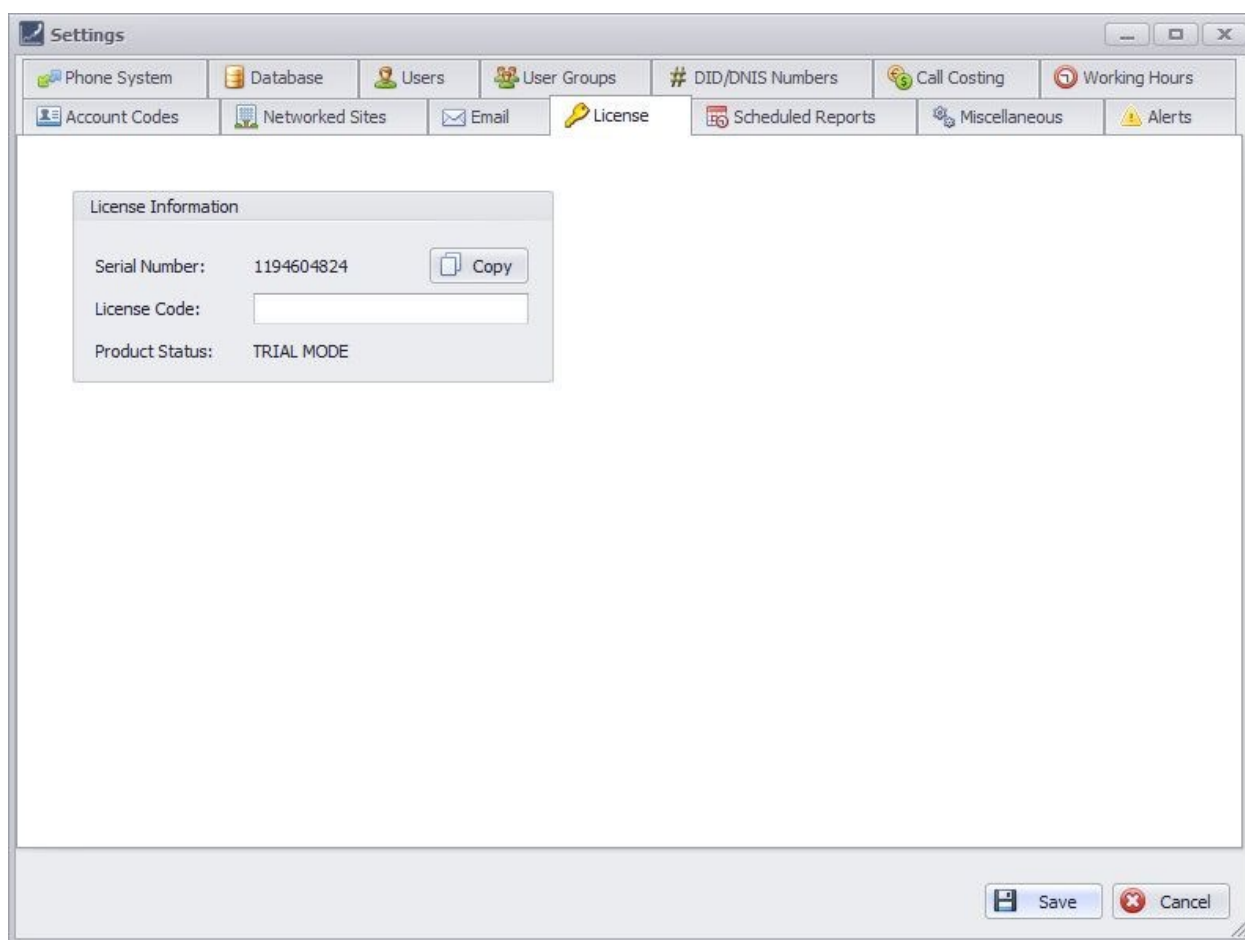 Settings
Phone System Database Users User Groups # DID/DNIS Numbers Call Costing Working Hours
Account Codes Networked Sites Email License Scheduled Reports Miscellaneous Alerts
License Information
Serial Number: 1194604824 Copy
License Code:
Product Status: TRIAL MODE
Save Cancel